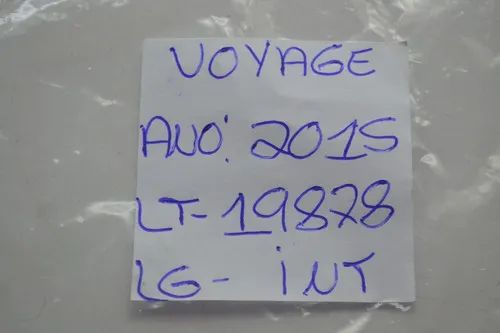 VOYAGE
ANO: 2015
LT-19878
LG- INT